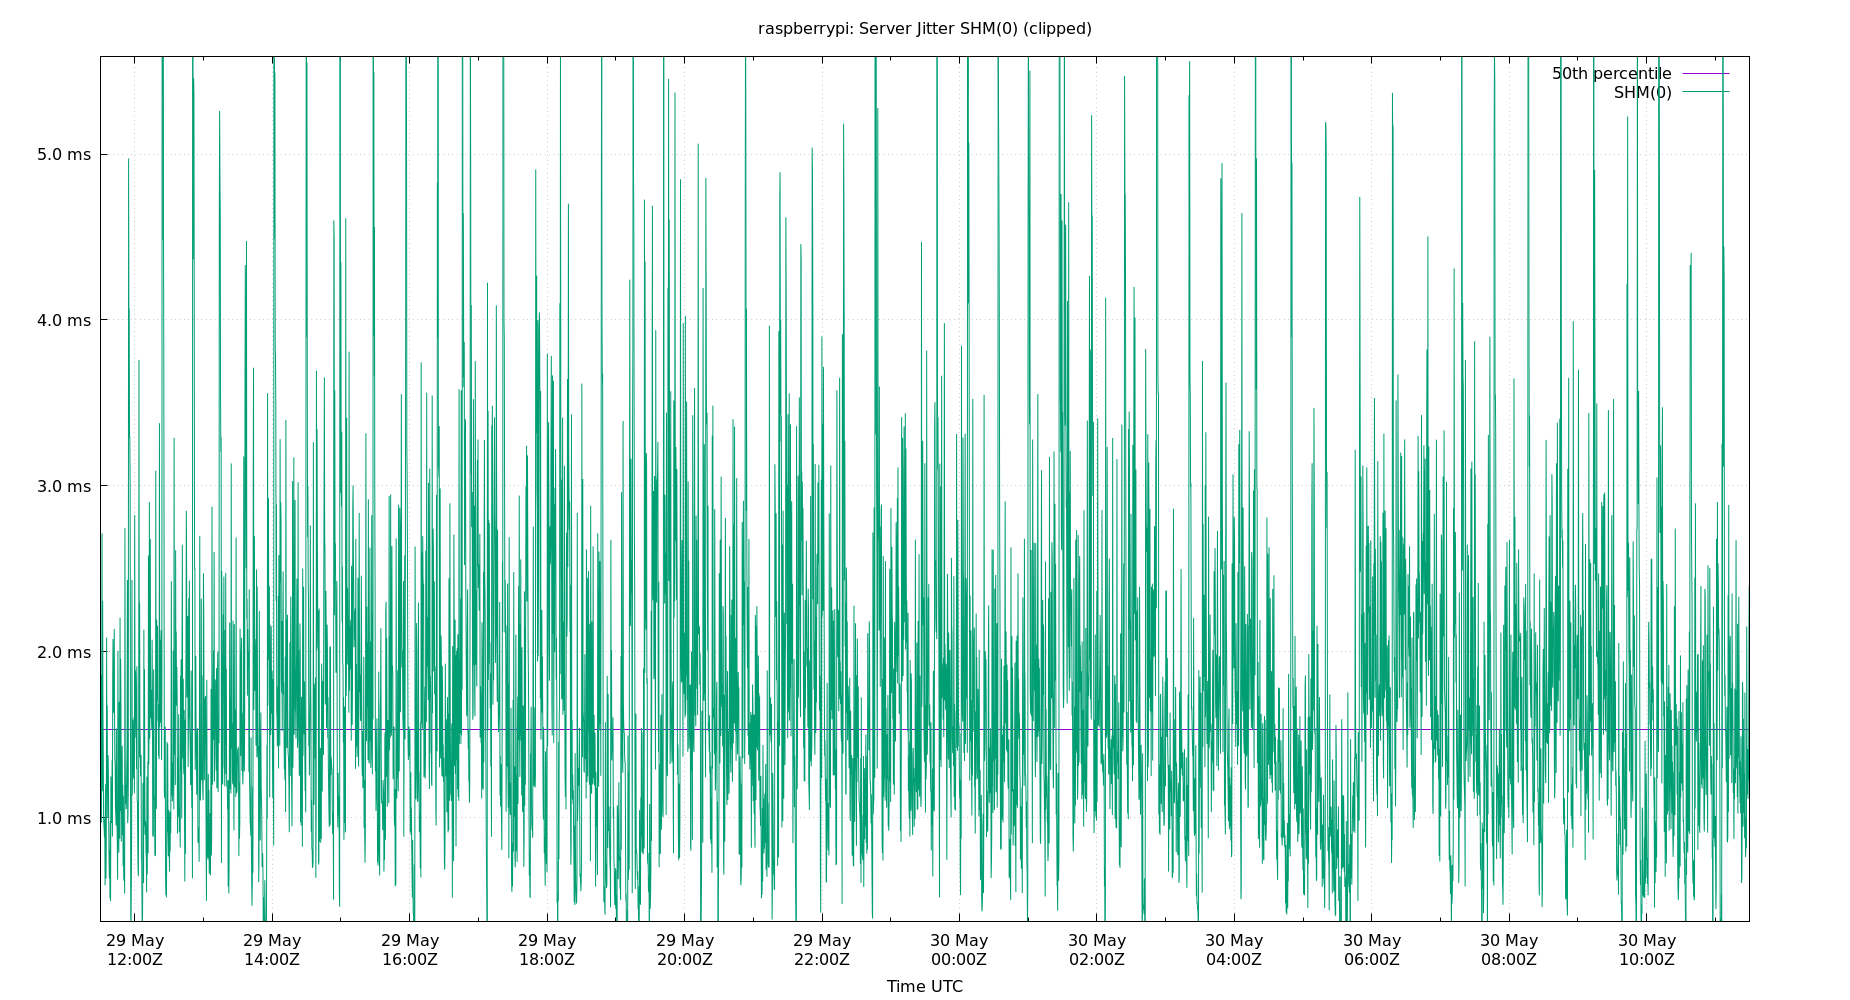 raspberrypi: Server Jitter SHM(0) (clipped)
50th percentile
SHM(0)
5.0 ms
4.0 ms
3.0 ms
2.0 ms
1.0 ms
29 May 29 May 29 May 29 May 29 May 29 May 30 May 30 May 30 May 30 May 30 May 30 May
12:00Z 14:00Z 16:00Z 18:00Z 20:00Z 22:00Z 00:00Z 02:00Z 04:00Z 06:00Z 08:00Z 10:00Z
Time UTC